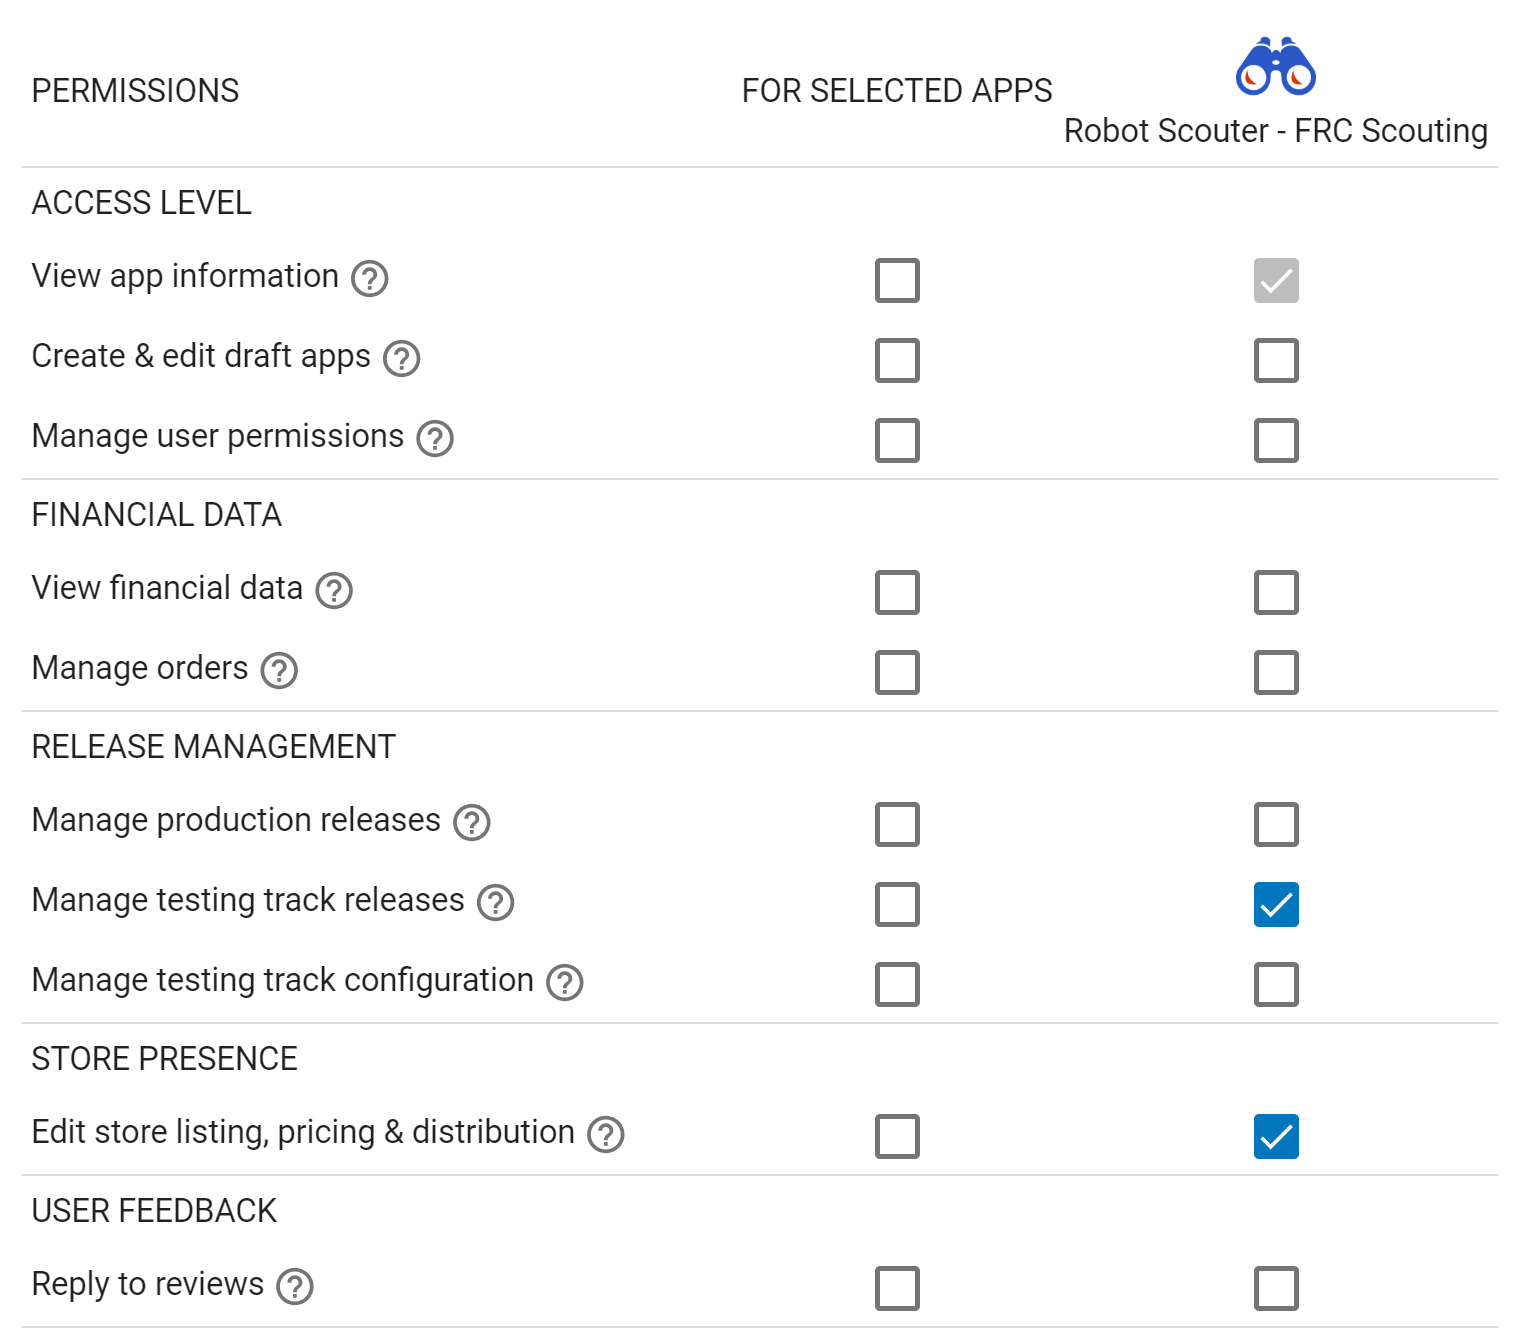 PERMISSIONS
FOR SELECTED APPS
Robot Scouter - FRC Scouting
ACCESS LEVEL
View app information ?
Create & edit draft apps ?
Manage user permissions ?
FINANCIAL DATA
View financial data ?
Manage orders ?
RELEASE MANAGEMENT
Manage production releases ?
Manage testing track releases ?
Manage testing track configuration ?
STORE PRESENCE
Edit store listing, pricing & distribution ?
USER FEEDBACK
Reply to reviews ?